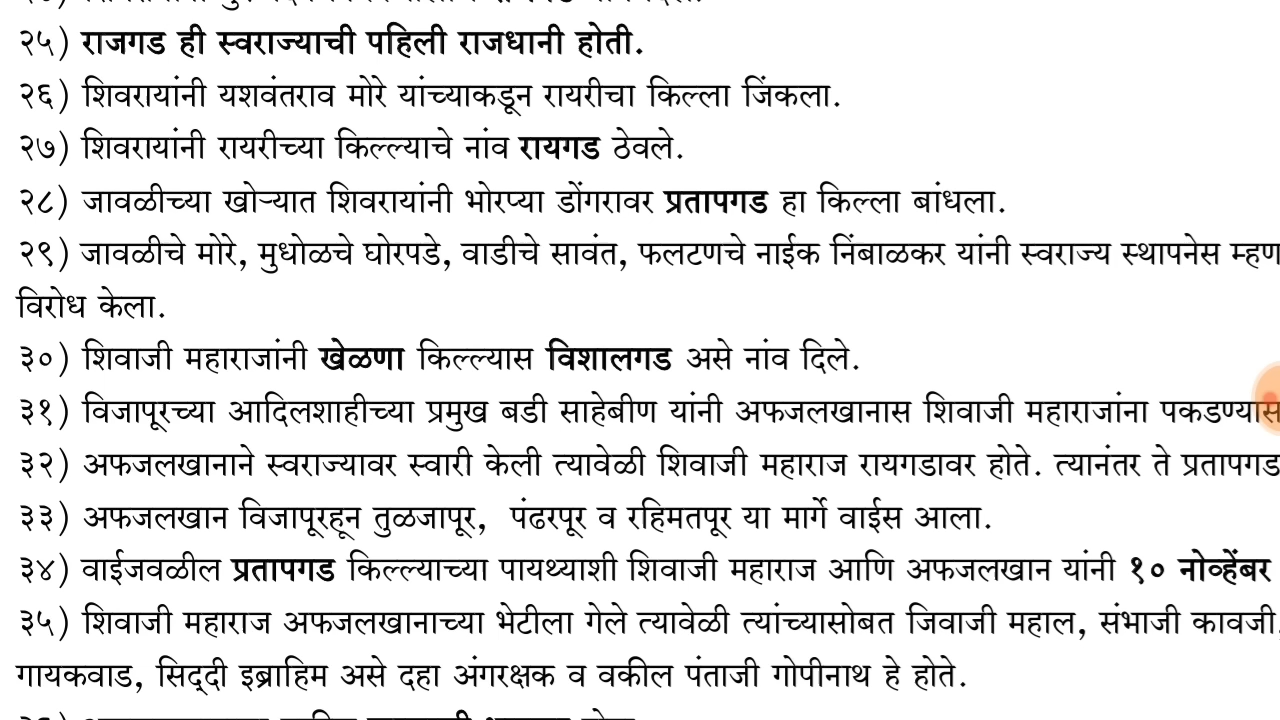 २५) राजगड ही स्वराज्याची पहिली राजधानी होती.
२६) शिवरायांनी यशवंतराव मोरे यांच्याकडून रायरीचा किल्ला जिंकला.
२७) शिवरायांनी रायरीच्या किल्ल्याचे नांव रायगड ठेवले.
२८) जावळीच्या खोऱ्यात शिवरायांनी भोरप्या डोंगरावर प्रतापगड हा किल्ला बांधला.
२९) जावळीचे मोरे, मुधोळचे घोरपडे, वाडीचे सावंत, फलटणचे नाईक निंबाळकर यांनी स्वराज्य स्थापनेस म्हण
विरोध केला.
३०) शिवाजी महाराजांनी खेळणा किल्ल्यास विशालगड असे नांव दिले.
३१) विजापूरच्या आदिलशाहीच्या प्रमुख बडी साहेबीण यांनी अफजलखानास शिवाजी महाराजांना पकडण्यास
३२) अफजलखानाने स्वराज्यावर स्वारी केली त्यावेळी शिवाजी महाराज रायगडावर होते. त्यानंतर ते प्रतापगड
३३) अफजलखान विजापूरहून तुळजापूर, पंढरपूर व रहिमतपूर या मार्गे वाईस आला.
३४) वाईजवळील प्रतापगड किल्ल्याच्या पायथ्याशी शिवाजी महाराज आणि अफजलखान यांनी १० नोव्हेंबर
३५) शिवाजी महाराज अफजलखानाच्या भेटीला गेले त्यावेळी त्यांच्यासोबत जिवाजी महाल, संभाजी कावजी.
गायकवाड, सिद्दी इब्राहिम असे दहा अंगरक्षक व वकील पंताजी गोपीनाथ हे होते.